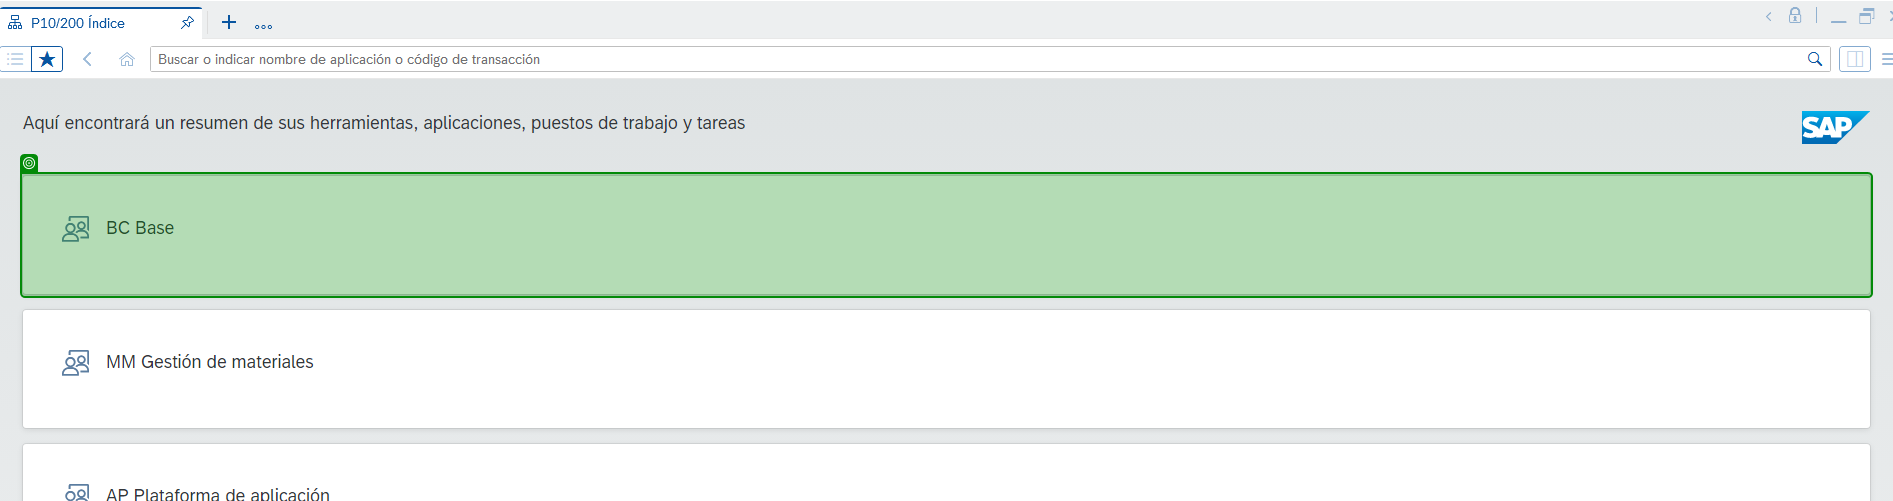 P10/200 Índice
Buscar o indicar nombre de aplicación o código de transacción
Aquí encontrará un resumen de sus herramientas, aplicaciones, puestos de trabajo y tareas
SAP
BC Base
MM Gestión de materiales
AP Plataforma de aplicación